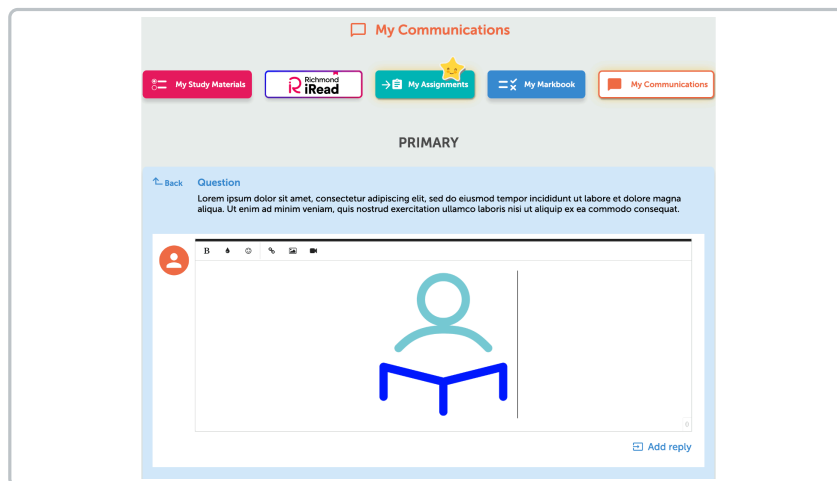 My Communications
My Study Materials
Richmond
iRead
My Assignments
My Markbook
My Communications
PRIMARY
Back
Question
Lorem ipsum dolor sit amet, consectetur adipiscing elit, sed do eiusmod tempor incididunt ut labore et dolore magna
aliqua. Ut enim ad minim veniam, quis nostrud exercitation ullamco laboris nisi ut aliquip ex ea commodo consequat.
B
0
Add reply